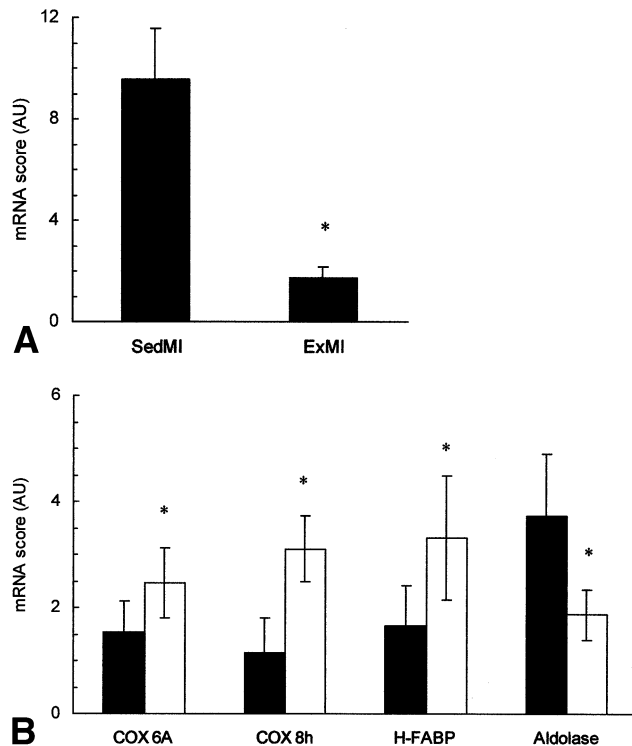 12
8
4
0
mRNA score (AU)
*
SedMI
ExMI
A
6
4
2
0
mRNA score (AU)
*
*
*
*
COX 6A
COX 8h
H-FABP
Aldolase
B